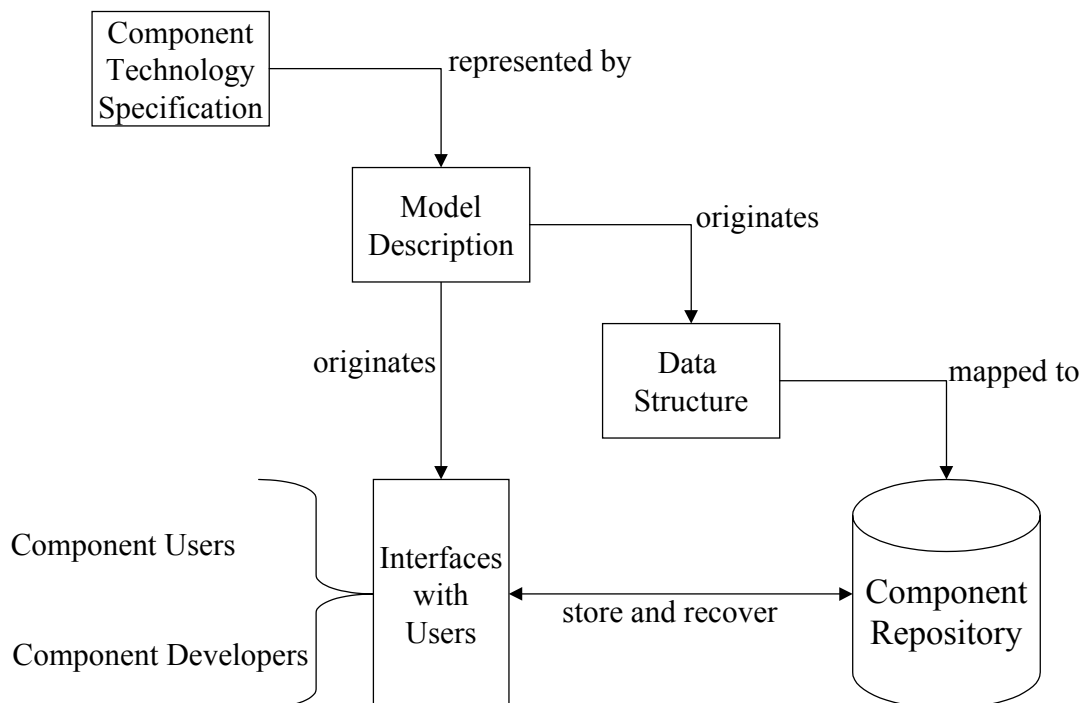 Component
Technology
Specification
represented by
Model
Description
originates
originates
Data
Structure
mapped to
Component Users
Component Developers
Interfaces
with
Users
store and recover
Component
Repository